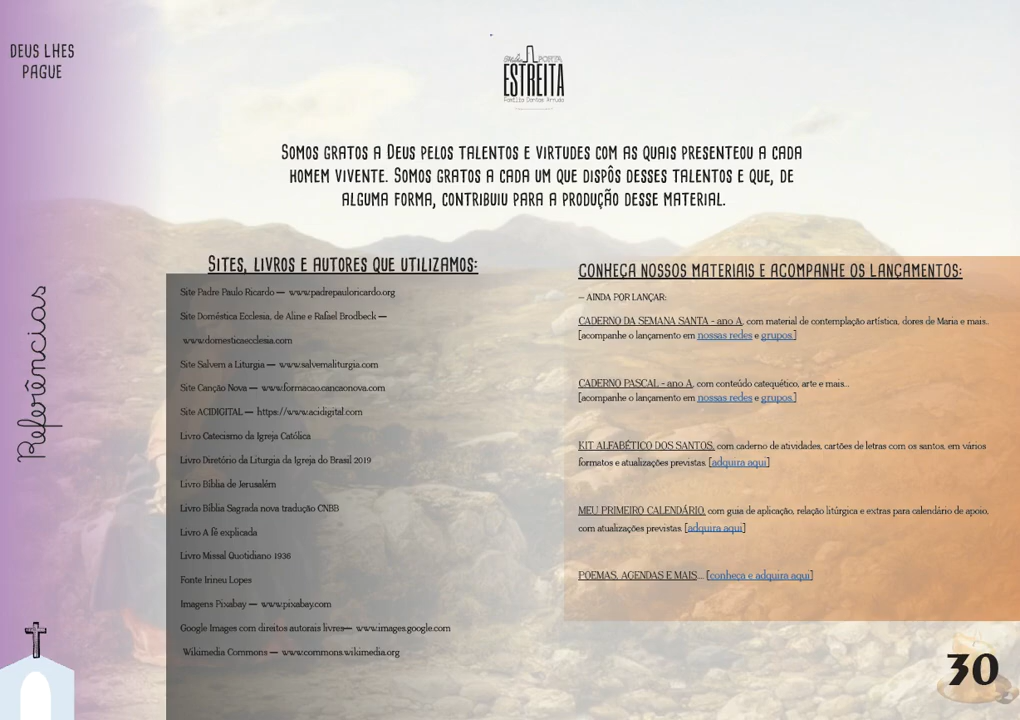 DEUS LHES
PAGUE
PORTA
ESTREITA
Família Dantas Arruda
SOMOS GRATOS A DEUS PELOS TALENTOS E VIRTUDES COM AS QUAIS PRESENTEOU A CADA
HOMEM VIVENTE. SOMOS GRATOS A CADA UM QUE DISPÔS DESSES TALENTOS E QUE, DE
ALGUMA FORMA, CONTRIBUIU PARA A PRODUÇÃO DESSE MATERIAL.
Referências
SITES, LIVROS E AUTORES QUE UTILIZAMOS:
Site Padre Paulo Ricardo — www.padrepauloricardo.org
Site Doméstica Ecclesia, de Aline e Rafael Brodbeck —
www.domesticaecclesia.com
Site Salvem a Liturgia — www.salvemaliturgia.com
Site Canção Nova — www.formacao.cancaonova.com
Site ACIDIGITAL — https://www.acidigital.com
Livro Catecismo da Igreja Católica
Livro Diretório da Liturgia da Igreja do Brasil 2019
Livro Bíblia de Jerusalém
Livro Bíblia Sagrada nova tradução CNBB
Livro A fé explicada
Livro Missal Quotidiano 1936
Fonte Irineu Lopes
Imagens Pixabay — www.pixabay.com
Google Images com direitos autorais livres— www.images.google.com
Wikimedia Commons — www.commons.wikimedia.org
CONHEÇA NOSSOS MATERIAIS E ACOMPANHE OS LANÇAMENTOS:
– AINDA POR LANÇAR:
CADERNO DA SEMANA SANTA - ano A, com material de contemplação artística, dores de Maria e mais..
[acompanhe o lançamento em nossas redes e grupos.]
CADERNO PASCAL - ano A, com conteúdo catequético, arte e mais...
[acompanhe o lançamento em nossas redes e grupos.]
KIT ALFABÉTICO DOS SANTOS, com caderno de atividades, cartões de letras com os santos, em vários
formatos e atualizações previstas. [adquira aqui]
MEU PRIMEIRO CALENDÁRIO, com guia de aplicação, relação litúrgica e extras para calendário de apoio,
com atualizações previstas. [adquira aqui]
POEMAS, AGENDAS E MAIS... [conheça e adquira aqui]
30